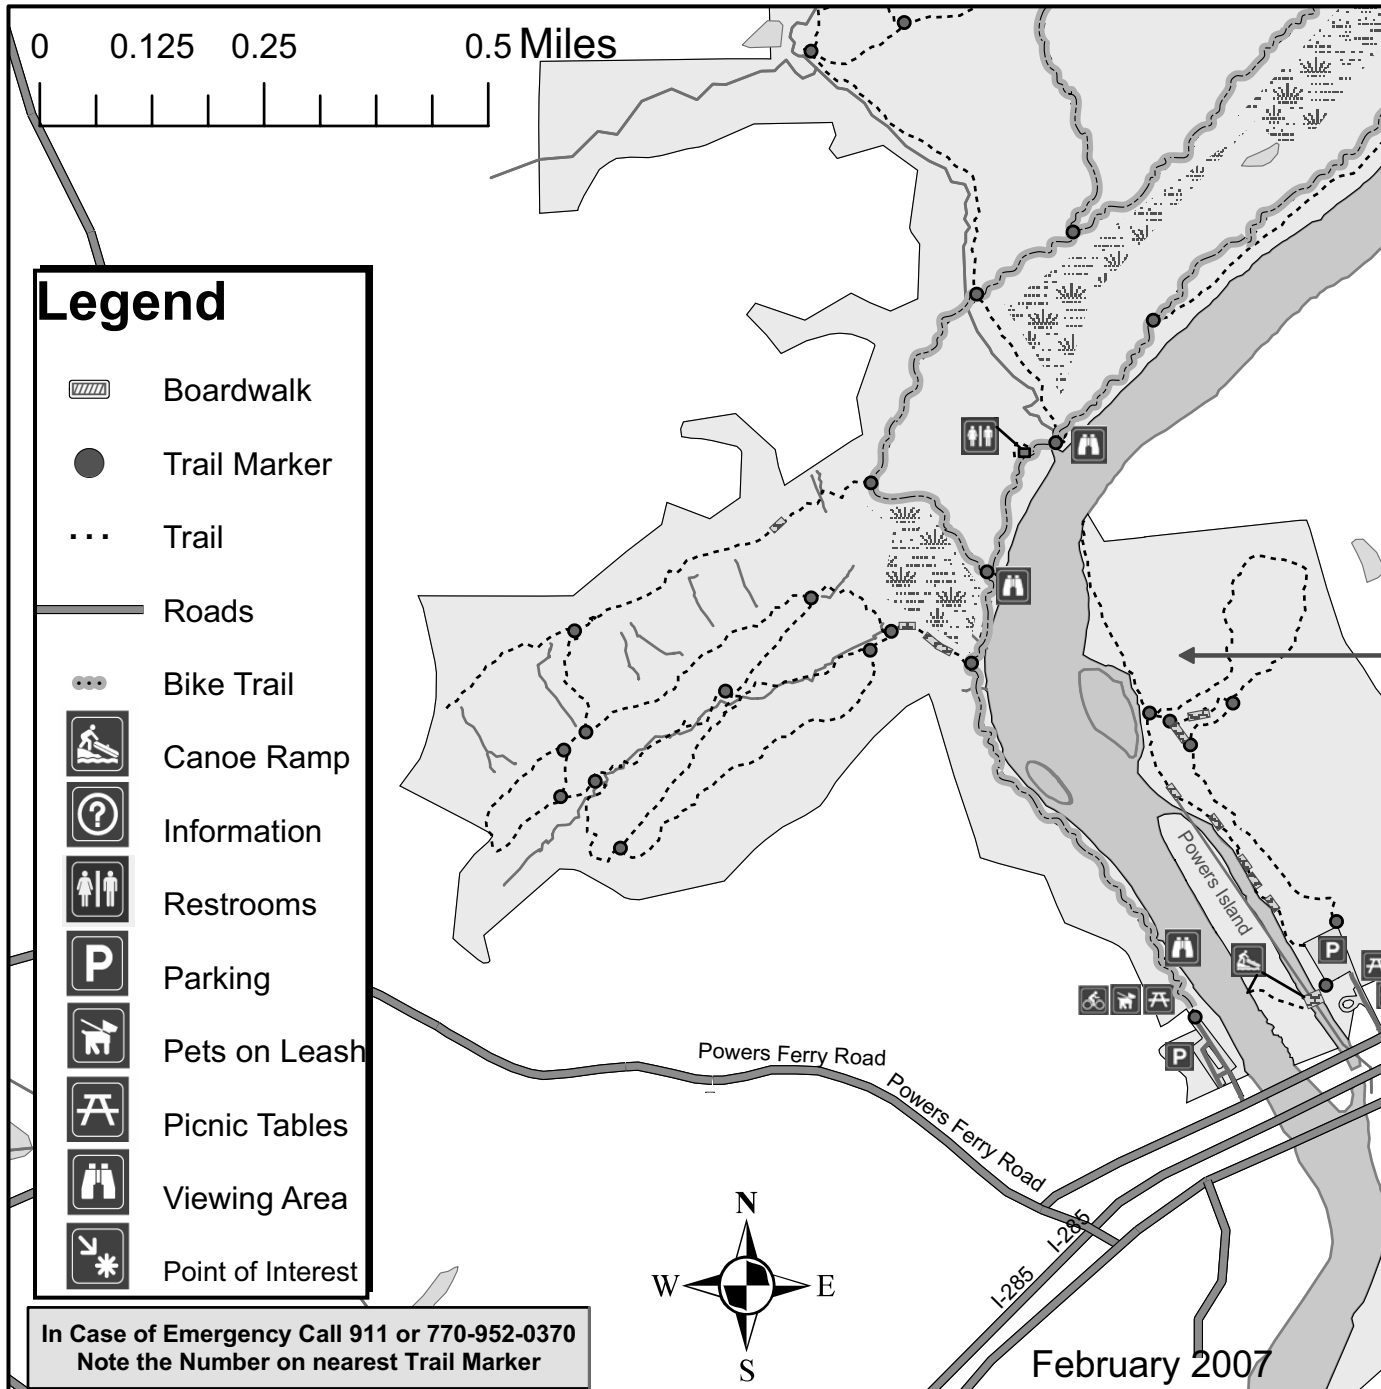 0 0.125 0.25 0.5 Miles
Legend
Boardwalk
Trail Marker
Trail
Roads
Bike Trail
Canoe Ramp
? Information
Restrooms
P Parking
Pets on Leash
Picnic Tables
Viewing Area
Point of Interest
Powers Island
P
P
Powers Ferry Road
Powers Ferry Road
I-285
I-285
N
W E
S
In Case of Emergency Call 911 or 770-952-0370
Note the Number on nearest Trail Marker
February 2007